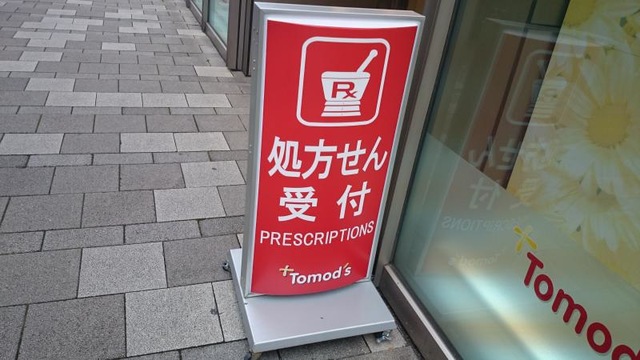 Rx
処方せん
受付
PRESCRIPTIONS
Tomod's
Tomod